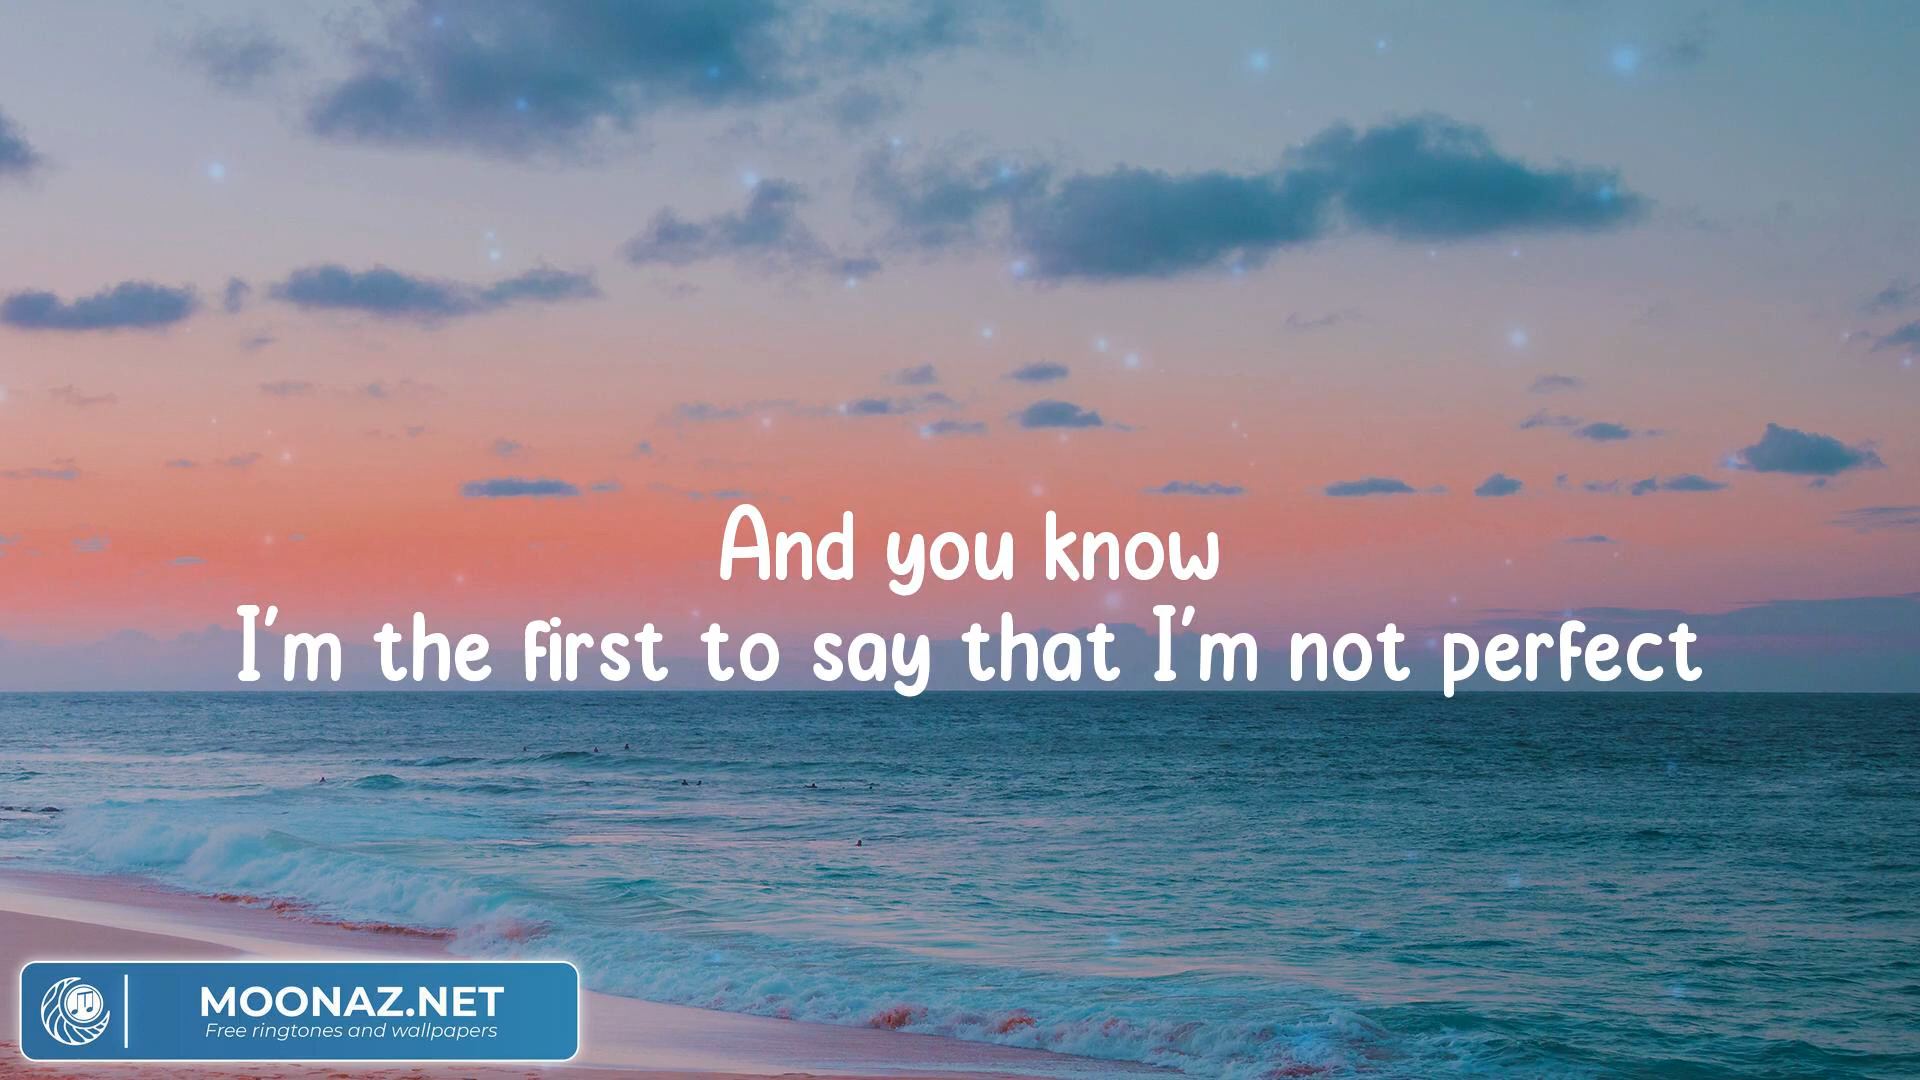 And you know
I'm the first to say that I'm not perfect
MOONAZ.NET
Free ringtones and wallpapers